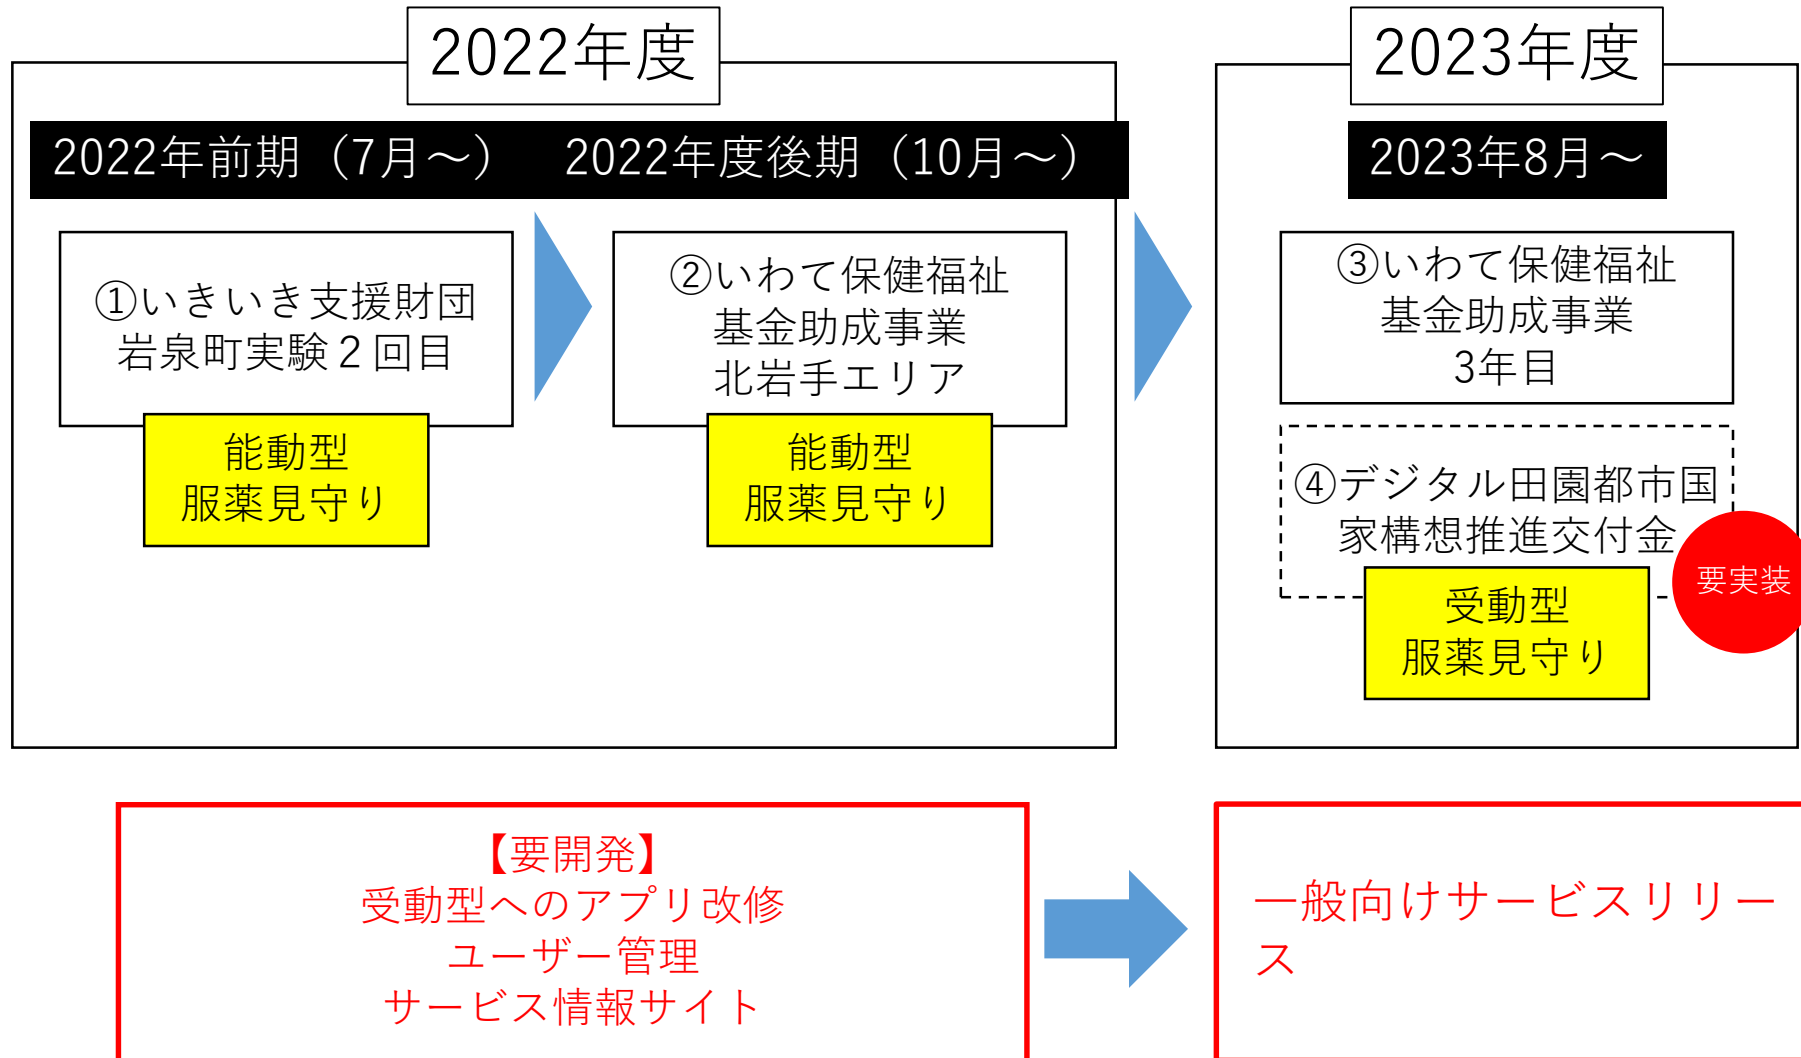 2022年度
2022年前期（7月～）
2022年度後期（10月～）
①いきいき支援財団
岩泉町実験２回目
能動型
服薬見守り
②いわて保健福祉
基金助成事業
北岩手エリア
能動型
服薬見守り
2023年度
2023年8月～
③いわて保健福祉
基金助成事業
3年目
④デジタル田園都市国
家構想推進交付金
要実装
受動型
服薬見守り
【要開発】
受動型へのアプリ改修
ユーザー管理
サービス情報サイト
一般向けサービスリリー
ス